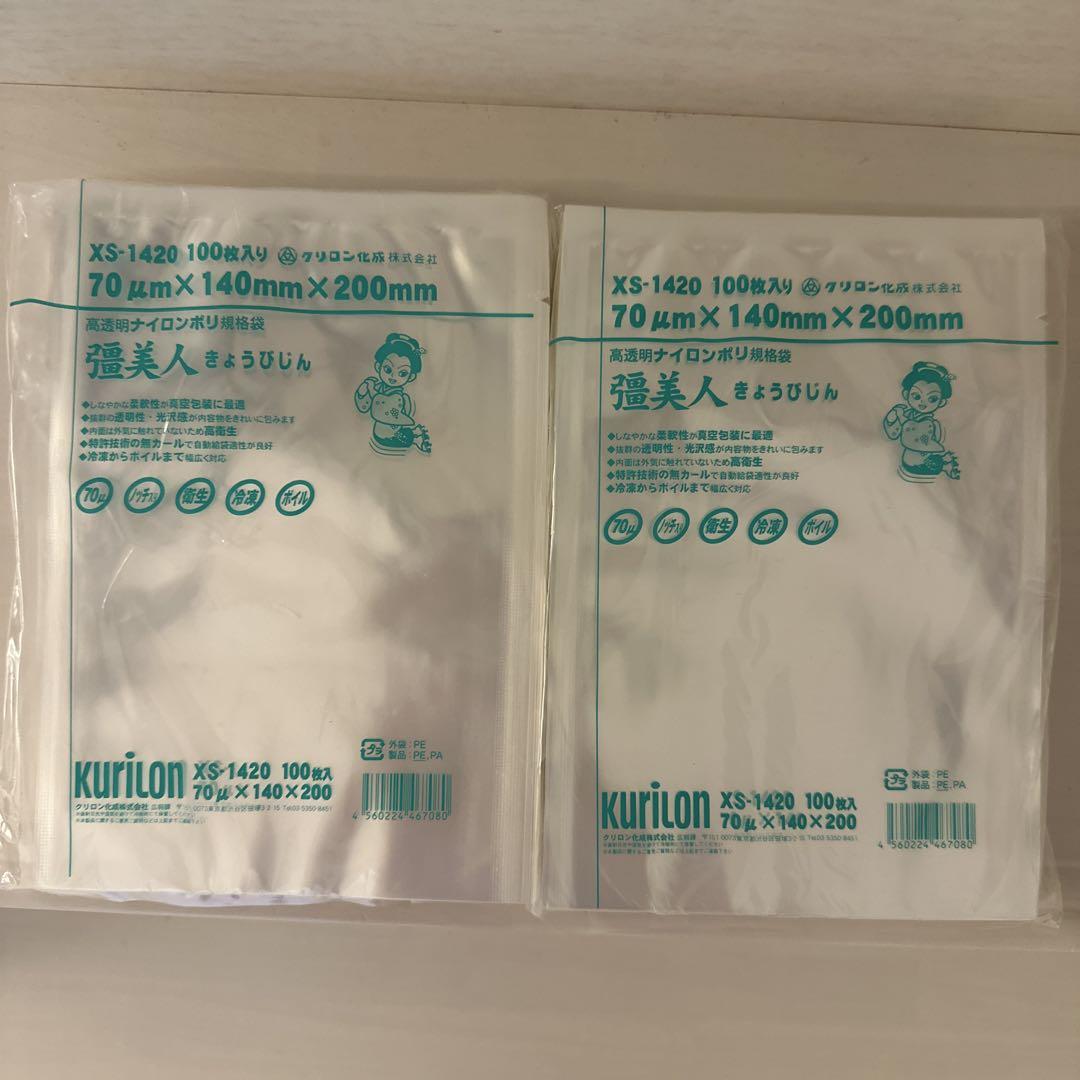 XS-1420 100枚入り クリロン化成株式会社
70μm×140mm×200mm
高透明ナイロンポリ規格袋
彊美人 きょうびじん
◆しなやかな柔軟性が真空包装に最適
◆抜群の透明性・光沢感が内容物をきれいに包みます
◆内面は外気に触れていないため高衛生
◆特許技術の無カールで自動給袋適性が良好
◆冷凍からボイルまで幅広く対応
70μ ノッチ入り 衛生 冷凍 ボイル
プラ 外袋:PE
製品:PE,PA
Kurilon XS-1420 100枚入
70μ×140×200
クリロン化成株式会社
4 560224 467080
XS-1420 100枚入り クリロン化成株式会社
70μm×140mm×200mm
高透明ナイロンポリ規格袋
彊美人 きょうびじん
◆しなやかな柔軟性が真空包装に最適
◆抜群の透明性・光沢感が内容物をきれいに包みます
◆内面は外気に触れていないため高衛生
◆特許技術の無カールで自動給袋適性が良好
◆冷凍からボイルまで幅広く対応
70μ ノッチ入り 衛生 冷凍 ボイル
プラ 外袋:PE
製品:PE,PA
Kurilon XS-1420 100枚入
70μ×140×200
クリロン化成株式会社
4 560224 467080